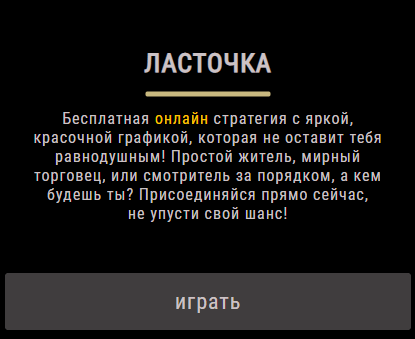 ЛАСТОЧКА
Бесплатная онлайн стратегия с яркой,
красочной графикой, которая не оставит тебя
равнодушным! Простой житель, мирный
торговец, или смотритель за порядком, а кем
будешь ты? Присоединяйся прямо сейчас,
не упусти свой шанс!
играть